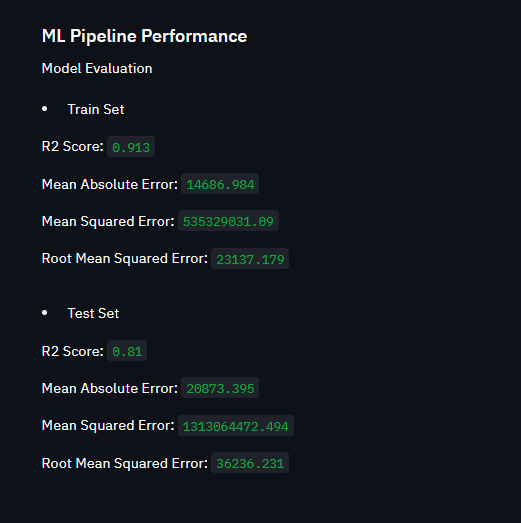 ML Pipeline Performance
Model Evaluation
• Train Set
R2 Score: 0.913
Mean Absolute Error: 14686.984
Mean Squared Error: 535329031.09
Root Mean Squared Error: 23137.179
• Test Set
R2 Score: 0.81
Mean Absolute Error: 20873.395
Mean Squared Error: 1313064472.494
Root Mean Squared Error: 36236.231